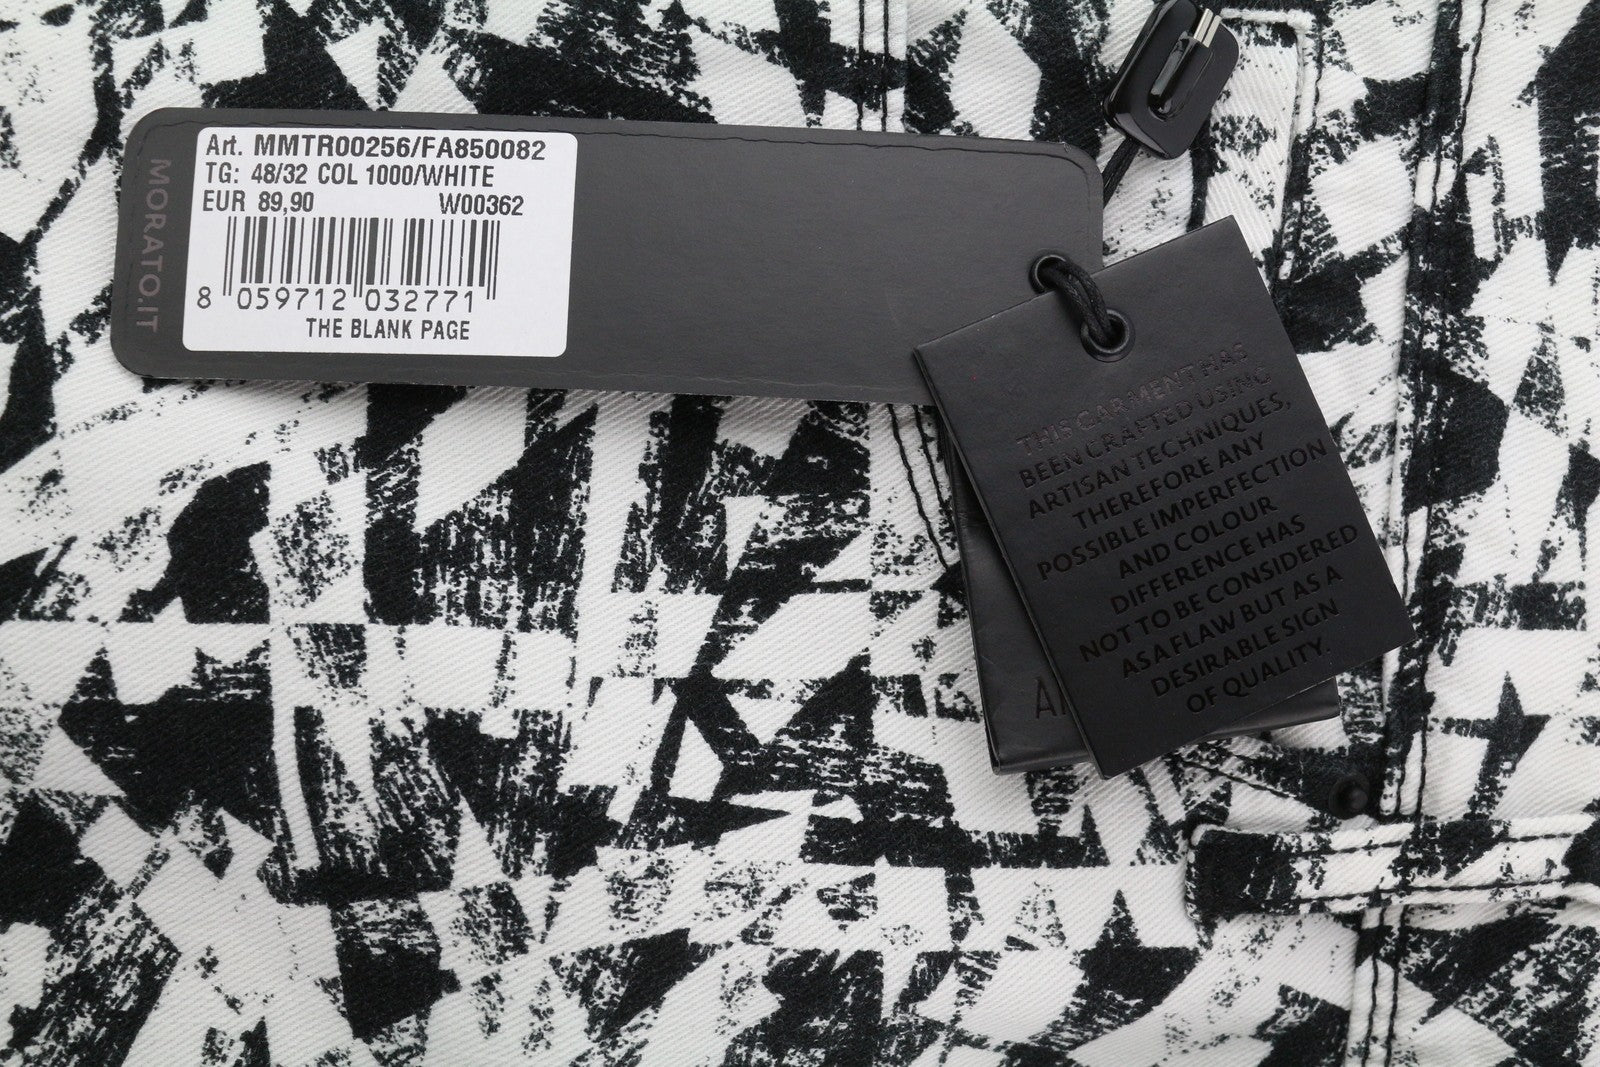 MORATO.IT
Art. MMTR00256/FA850082
TG: 48/32 COL 1000/WHITE
EUR 89,90 W00362
8 059712 032771
THE BLANK PAGE
THIS GARMENT HAS
BEEN CRAFTED USING
ARTISAN TECHNIQUES,
THEREFORE ANY
POSSIBLE IMPERFECTION
AND COLOUR
DIFFERENCE HAS
NOT TO BE CONSIDERED
AS A FLAW BUT AS A
DESIRABLE SIGN
OF QUALITY.